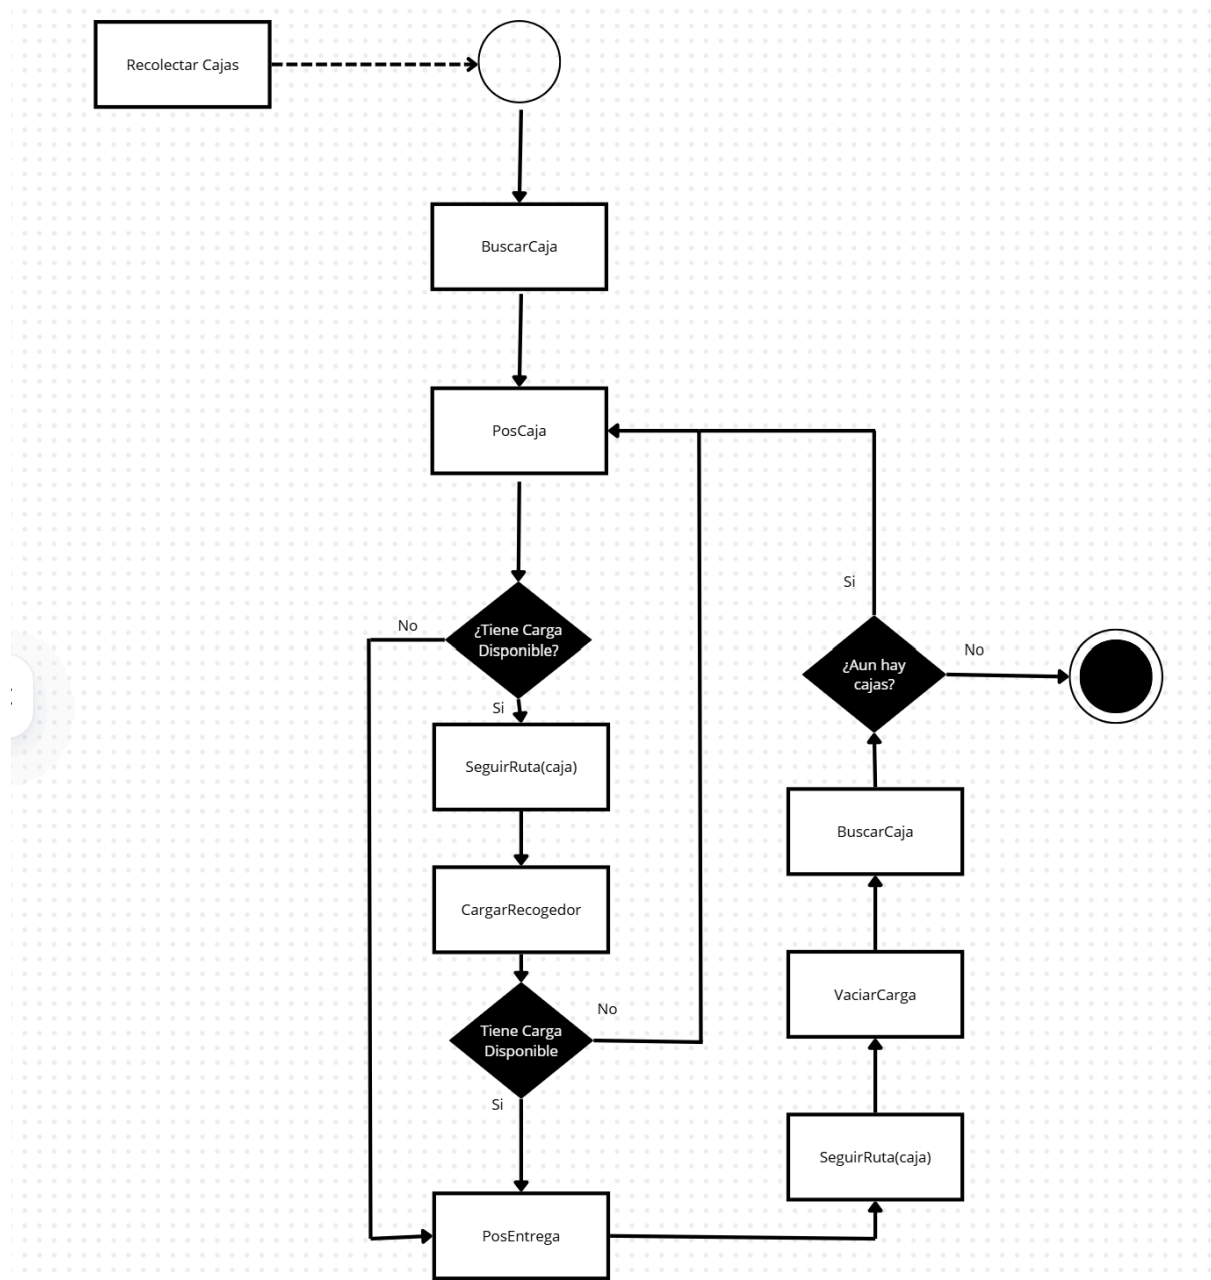 Recolectar Cajas
BuscarCaja
PosCaja
¿Tiene Carga
Disponible?
No
Si
SeguirRuta(caja)
CargarRecogedor
Tiene Carga
Disponible
No
Si
PosEntrega
SeguirRuta(caja)
VaciarCarga
BuscarCaja
¿Aun hay
cajas?
Si
No